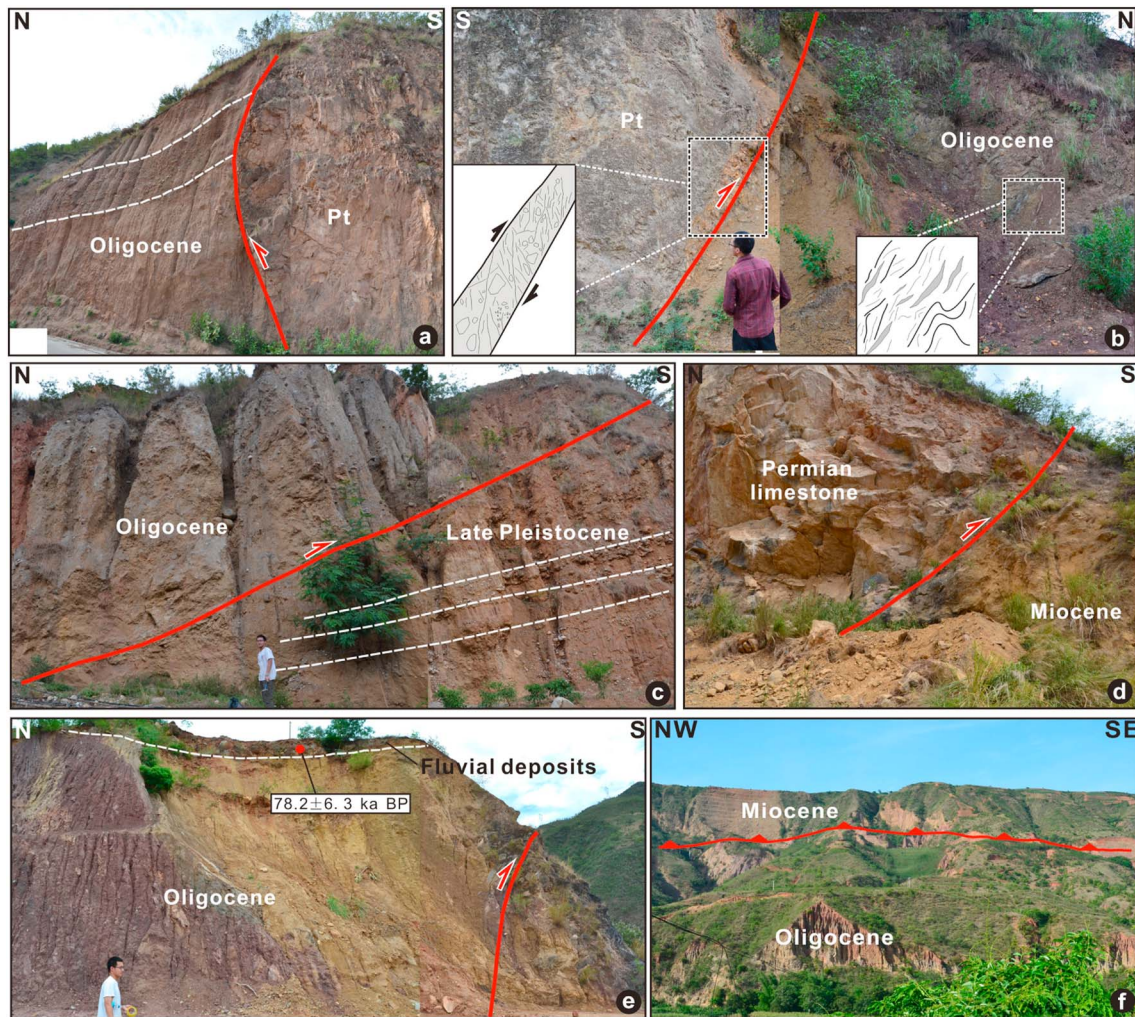 N
S
Oligocene
Pt
a
S
N
Pt
Oligocene
b
N
S
Oligocene
Late Pleistocene
c
N
S
Permian
limestone
Miocene
d
N
S
Fluvial deposits
78.2±6.3 ka BP
Oligocene
e
NW
SE
Miocene
Oligocene
f